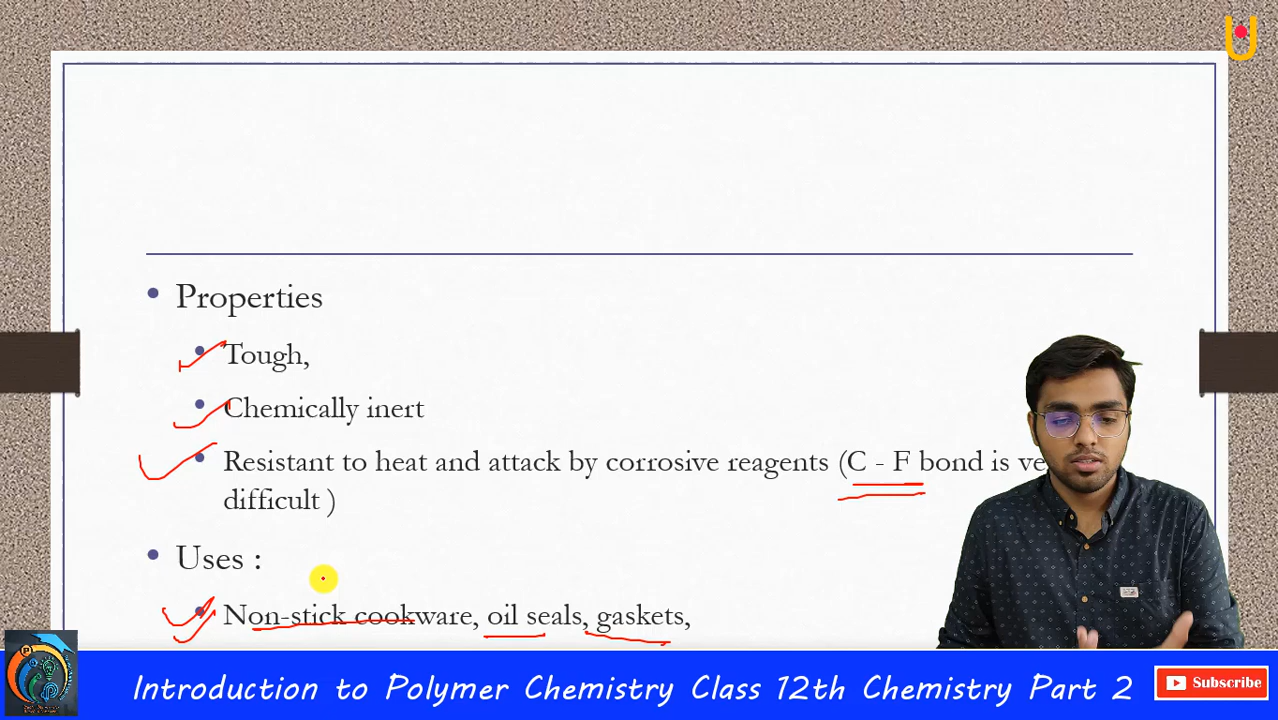 Properties
Tough,
Chemically inert
Resistant to heat and attack by corrosive reagents (C - F bond is ve
difficult )
Uses :
Non-stick cookware, oil seals, gaskets,
Introduction to Polymer Chemistry Class 12th Chemistry Part 2
Subscribe